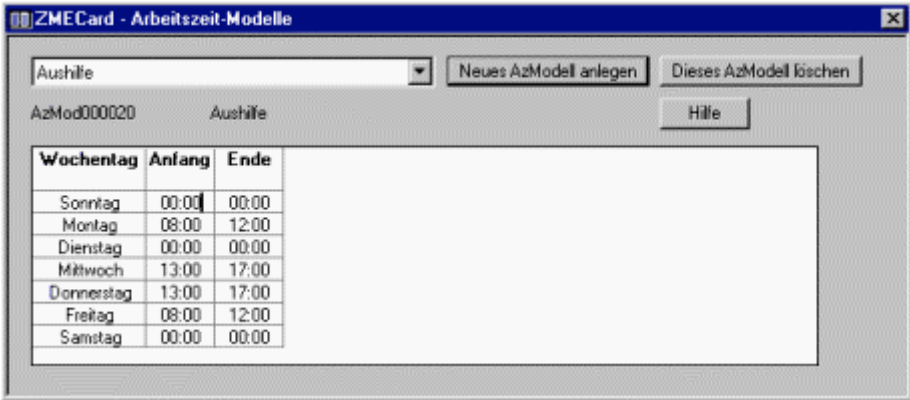 ZMECard - Arbeitszeit-Modelle
Aushilfe Neues AzModell anlegen Dieses AzModell löschen
AzMod000020 Aushilfe Hilfe
Wochentag Anfang Ende
Sonntag 00:00 00:00
Montag 08:00 12:00
Dienstag 00:00 00:00
Mittwoch 13:00 17:00
Donnerstag 13:00 17:00
Freitag 08:00 12:00
Samstag 00:00 00:00